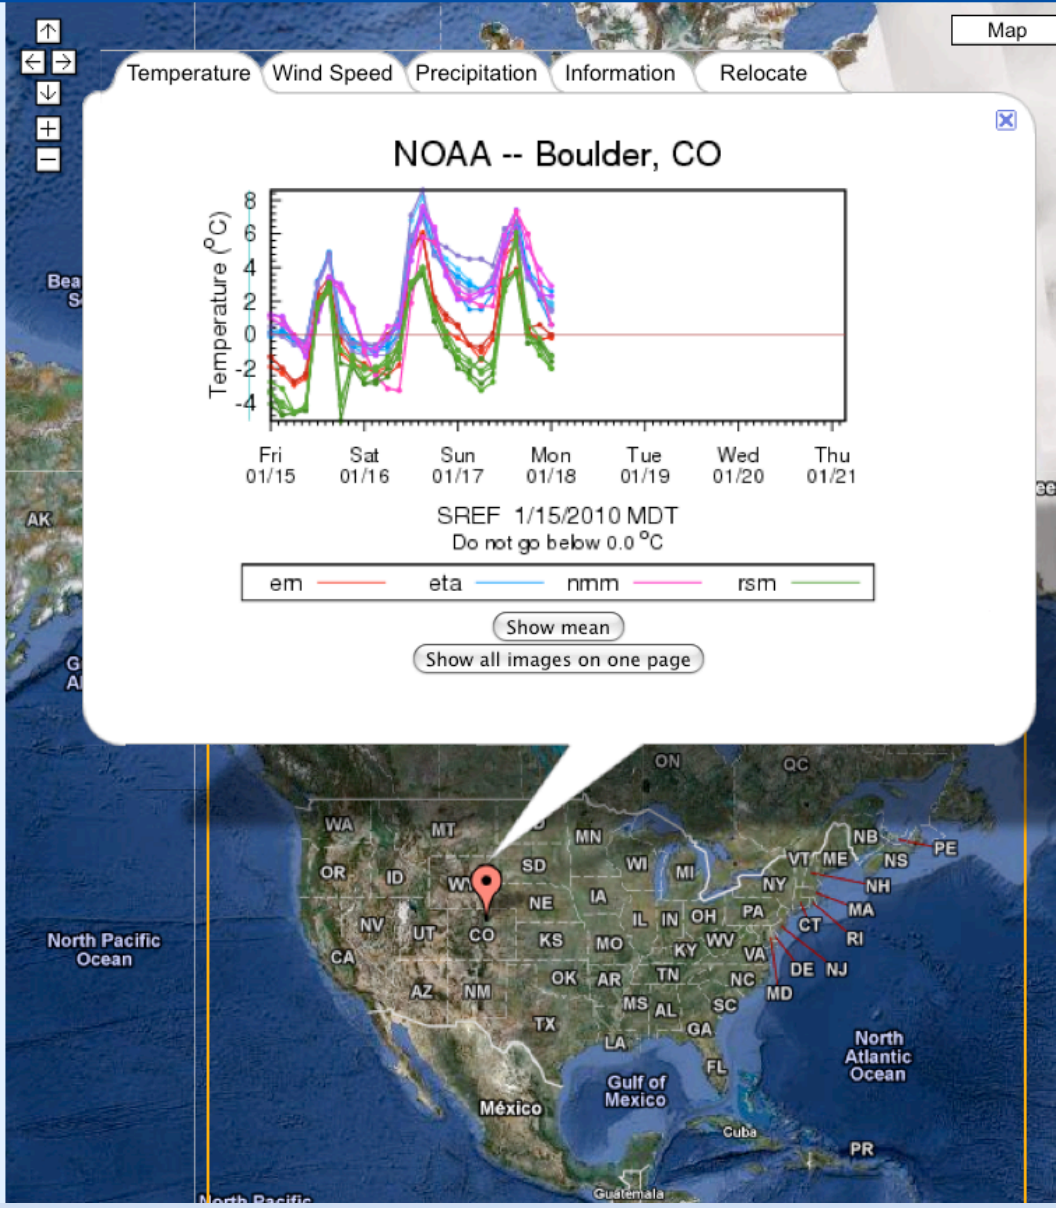 Map
Temperature Wind Speed Precipitation Information Relocate
NOAA -- Boulder, CO
Temperature (°C)
8
6
4
2
0
-2
-4
Fri Sat Sun Mon Tue Wed Thu
01/15 01/16 01/17 01/18 01/19 01/20 01/21
SREF 1/15/2010 MDT
Do not go below 0.0 °C
em eta nmm rsm
Show mean
Show all images on one page
Bea
S
AK
G
Al
ee
ON QC
WA MT MN NB PE
OR ID WY SD WI MI VT ME NS
NY NH
NE IA MA
NV UT CO IL IN OH PA CT
CA KS MO KY WV VA RI
DE NJ
OK AR TN NC MD
AZ NM MS AL SC
TX GA
LA
FL
North Pacific
Ocean
North
Atlantic
Ocean
Gulf of
Mexico
México
Cuba
PR
Guatemala
North Pacific